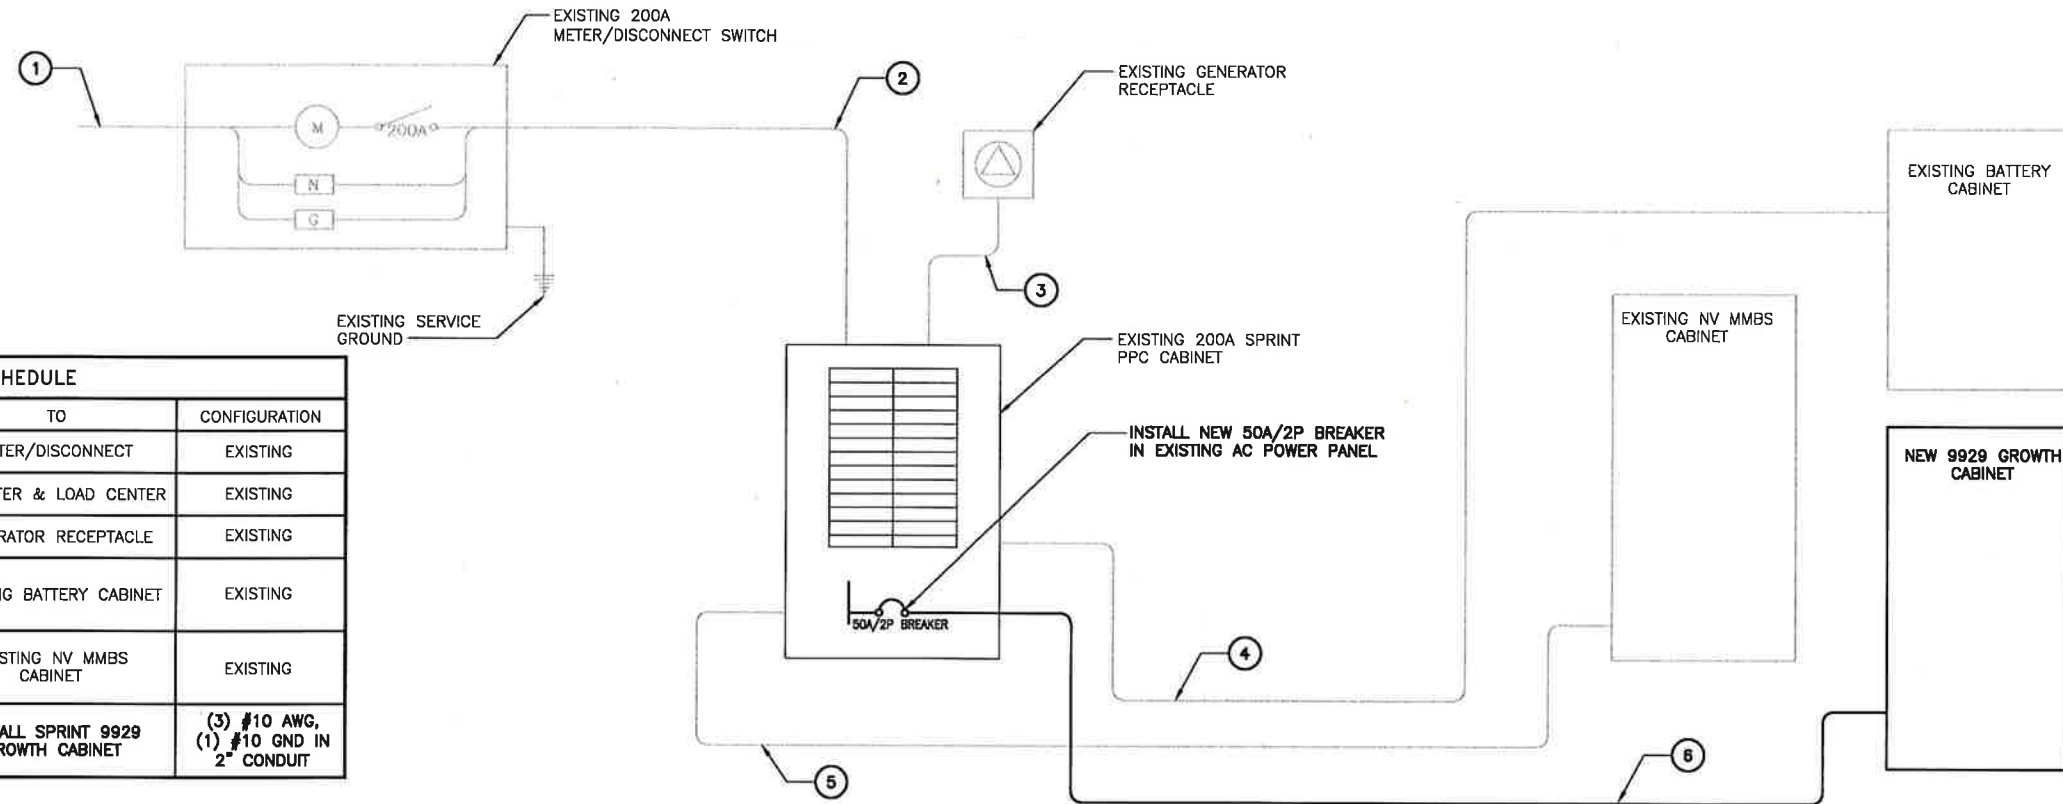 EXISTING 200A
METER/DISCONNECT SWITCH
1
2
EXISTING GENERATOR
RECEPTACLE
M
200A
N
G
3
EXISTING SERVICE
GROUND
EXISTING BATTERY
CABINET
EXISTING NV MMBS
CABINET
EXISTING 200A SPRINT
PPC CABINET
INSTALL NEW 50A/2P BREAKER
IN EXISTING AC POWER PANEL
NEW 9929 GROWTH
CABINET
50A/2P BREAKER
4
5
6
HEDULE
TO
CONFIGURATION
TER/DISCONNECT
EXISTING
FER & LOAD CENTER
EXISTING
RATOR RECEPTACLE
EXISTING
NG BATTERY CABINET
EXISTING
STING NV MMBS
CABINET
EXISTING
ALL SPRINT 9929
ROWTH CABINET
(3) #10 AWG,
(1) #10 GND IN
2" CONDUIT